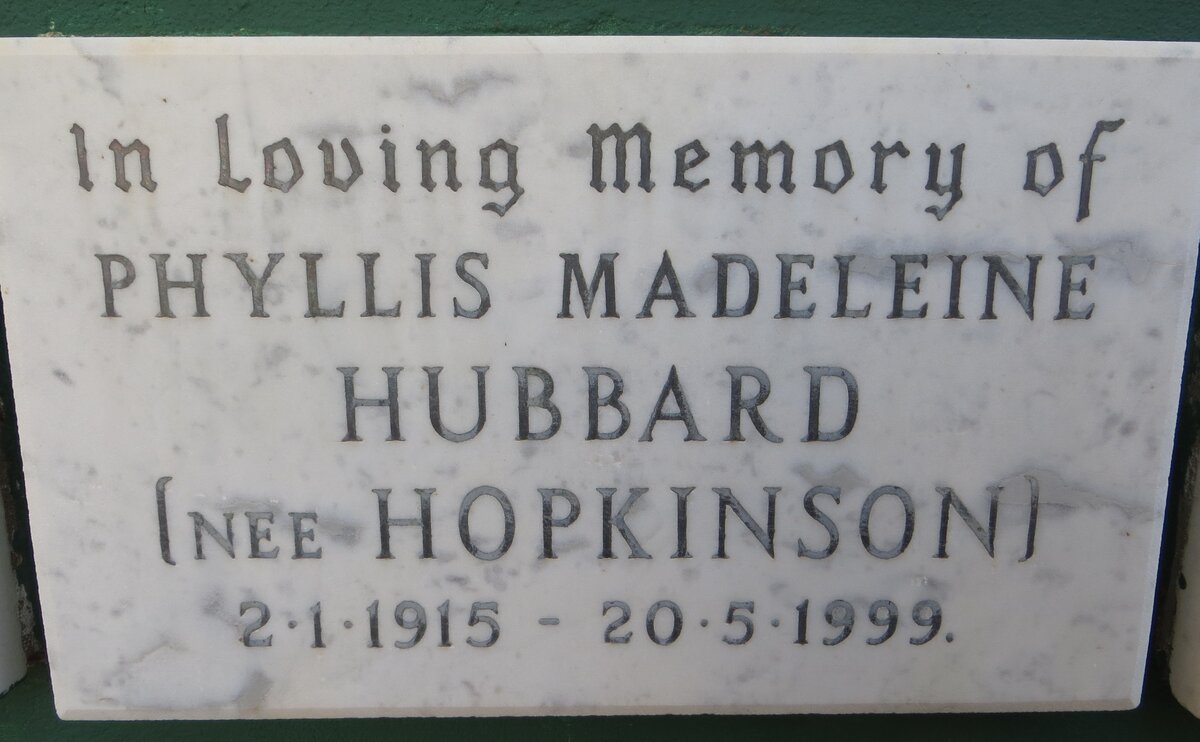 In Loving Memory of
PHYLLIS MADELEINE
HUBBARD
(NEE HOPKINSON)
2·1·1915 - 20·5·1999.